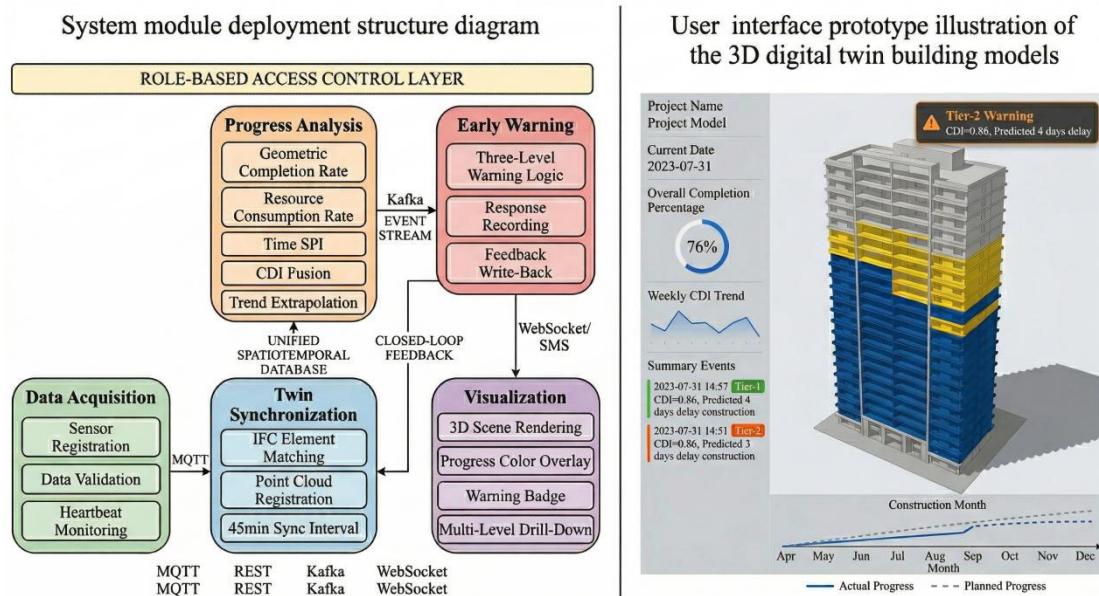 System module deployment structure diagram
ROLE-BASED ACCESS CONTROL LAYER
Progress Analysis
Geometric
Completion Rate
Resource
Consumption Rate
Time SPI
CDI Fusion
Trend Extrapolation
Kafka
EVENT
STREAM
Early Warning
Three-Level
Warning Logic
Response
Recording
Feedback
Write-Back
UNIFIED
SPATIOTEMPORAL
DATABASE
CLOSED-LOOP
FEEDBACK
WebSocket/
SMS
Data Acquisition
Sensor
Registration
Data Validation
Heartbeat
Monitoring
MQTT
Twin
Synchronization
IFC Element
Matching
Point Cloud
Registration
45min Sync Interval
Visualization
3D Scene Rendering
Progress Color Overlay
Warning Badge
Multi-Level Drill-Down
MQTT REST Kafka WebSocket
MQTT REST Kafka WebSocket
User interface prototype illustration of
the 3D digital twin building models
Project Name
Project Model
Current Date
2023-07-31
Overall Completion
Percentage
76%
Weekly CDI Trend
Summary Events
2023-07-31 14:57 Tier-1
CDI=0.86, Predicted 4
days delay construction
2023-07-31 14:51 Tier-2
CDI=0.86, Predicted 3
days delay construction
Tier-2 Warning
CDI=0.86, Predicted 4 days delay
Construction Month
Apr May Jun Jul Aug Sep Oct Nov Dec
Month
Actual Progress Planned Progress